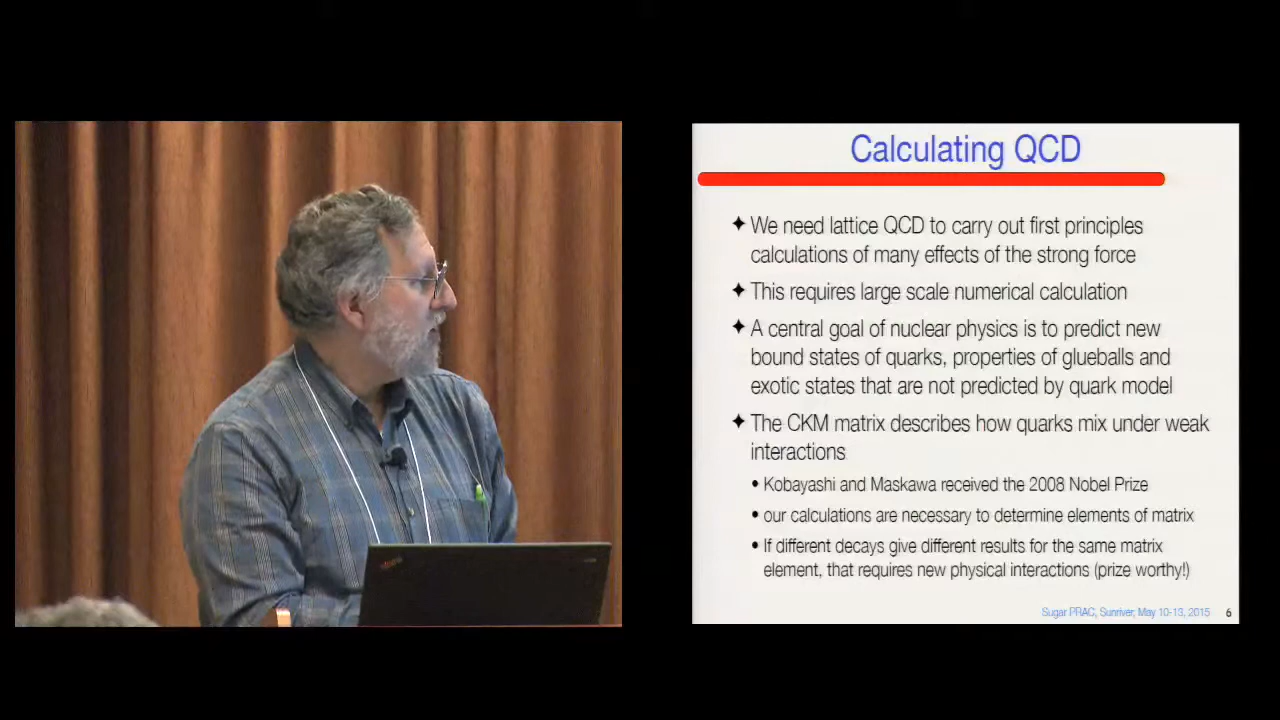 Calculating QCD
✦ We need lattice QCD to carry out first principles
calculations of many effects of the strong force
✦ This requires large scale numerical calculation
✦ A central goal of nuclear physics is to predict new
bound states of quarks, properties of glueballs and
exotic states that are not predicted by quark model
✦ The CKM matrix describes how quarks mix under weak
interactions
• Kobayashi and Maskawa received the 2008 Nobel Prize
• our calculations are necessary to determine elements of matrix
• If different decays give different results for the same matrix
element, that requires new physical interactions (prize worthy!)
Sugar PRAC, Sunriver, May 10-13, 2015 6